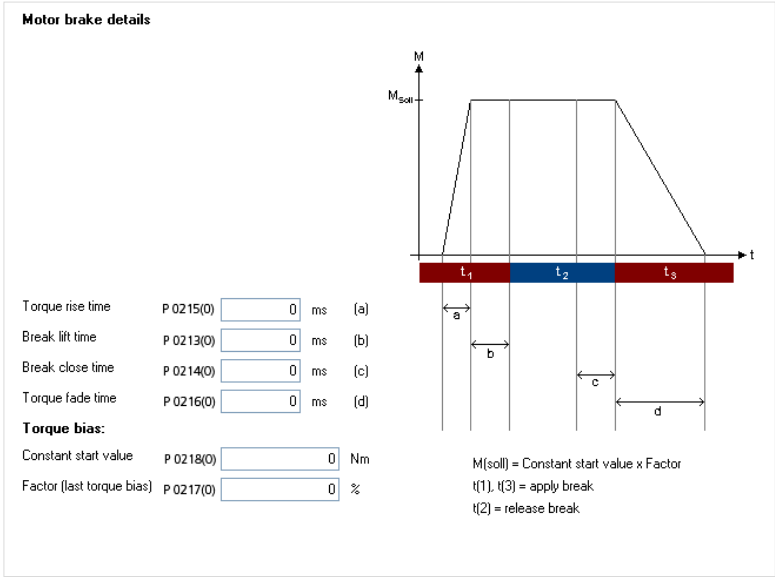 Motor brake details
M
MSoll
t
t1 t2 t3
Torque rise time P 0215(0) 0 ms (a)
Break lift time P 0213(0) 0 ms (b)
Break close time P 0214(0) 0 ms (c)
Torque fade time P 0216(0) 0 ms (d)
a
b
c
d
Torque bias:
Constant start value P 0218(0) 0 Nm
Factor (last torque bias) P 0217(0) 0 %
M(soll) = Constant start value x Factor
t(1), t(3) = apply break
t(2) = release break